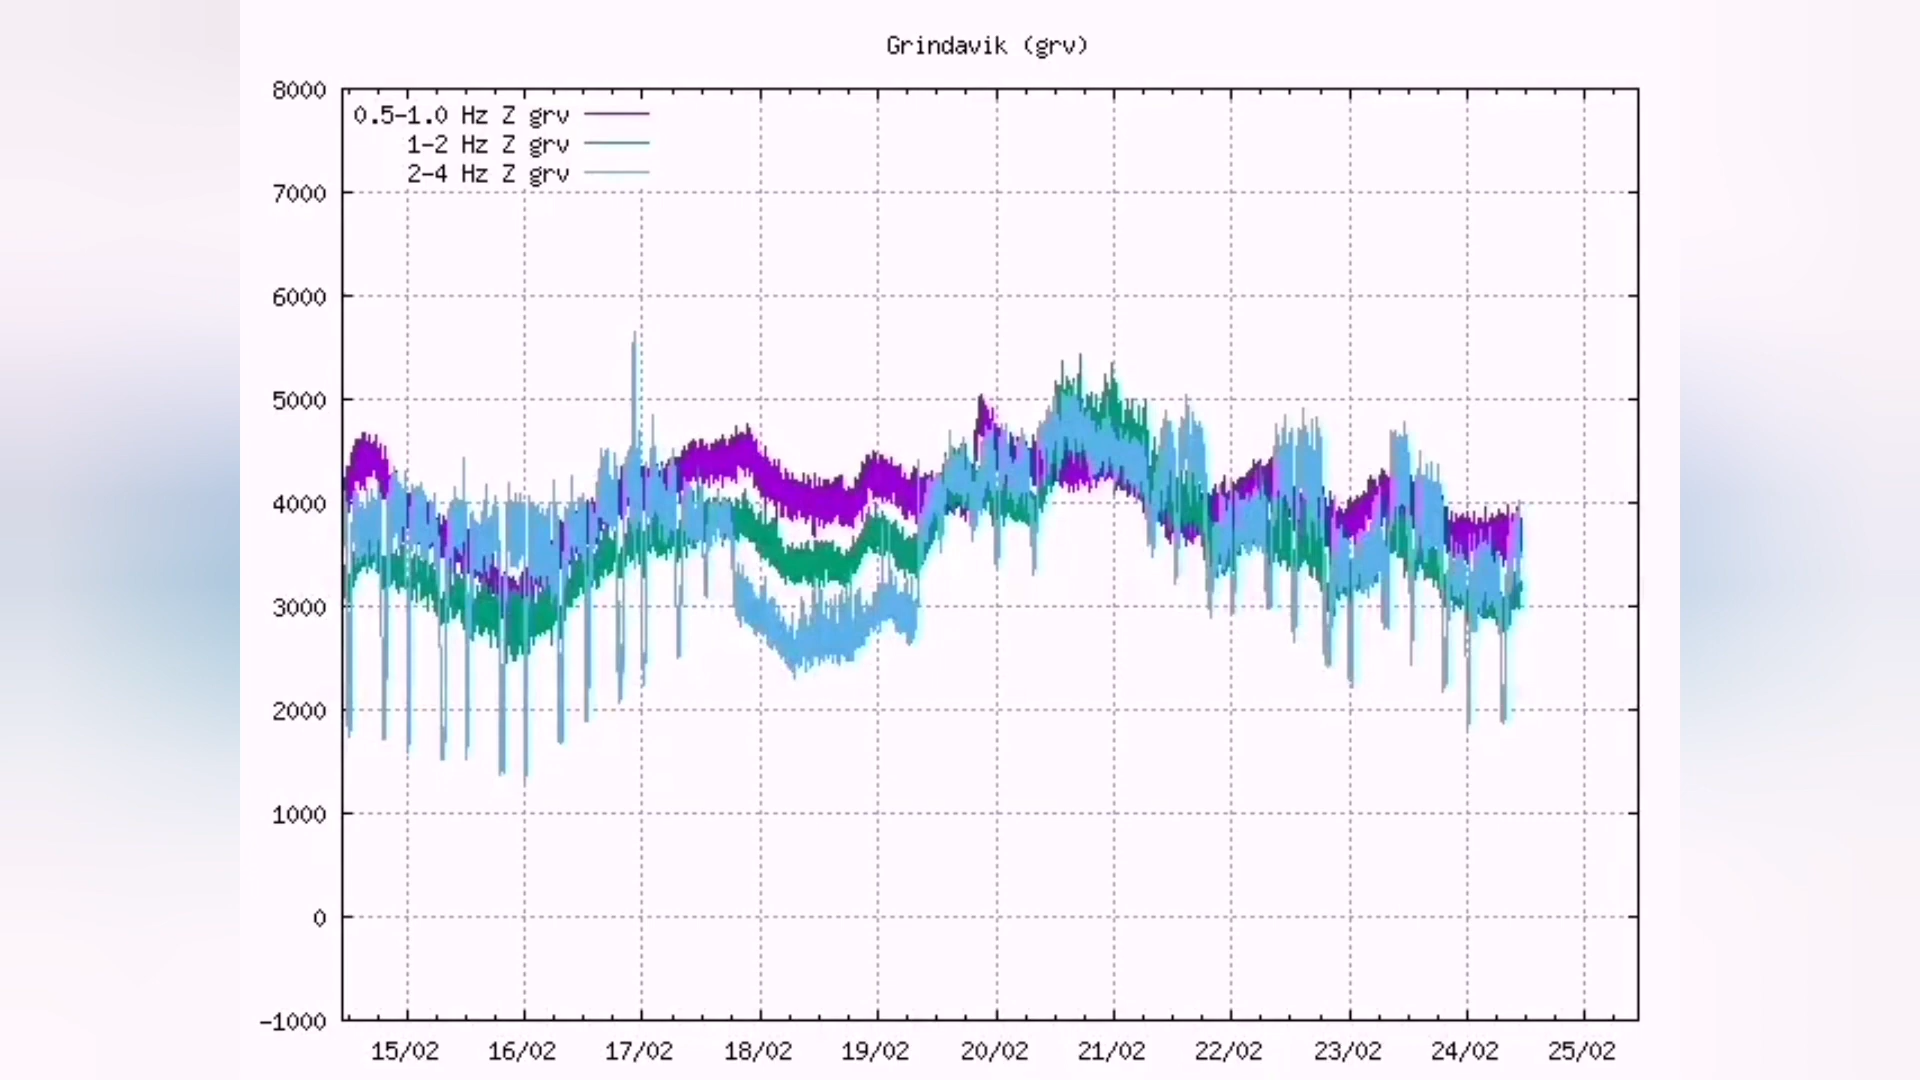 Grindavik (grv)
8000
0.5-1.0 Hz Z grv
1-2 Hz Z grv
2-4 Hz Z grv
7000
6000
5000
4000
3000
2000
1000
0
-1000
15/02 16/02 17/02 18/02 19/02 20/02 21/02 22/02 23/02 24/02 25/02